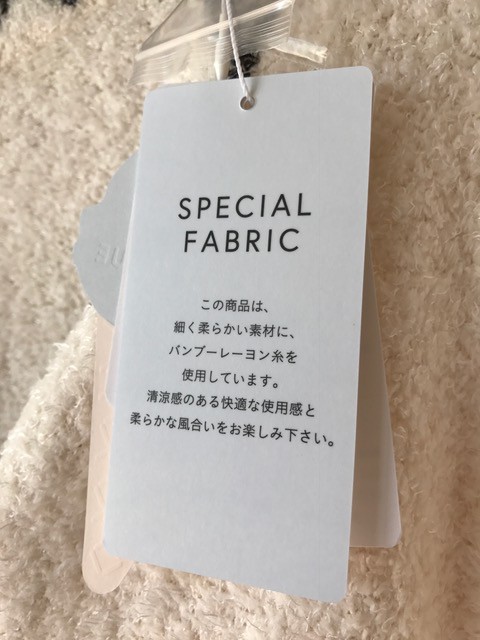 SPECIAL
FABRIC
この商品は、
細く柔らかい素材に、
バンブーレーヨン糸を
使用しています。
清涼感のある快適な使用感と
柔らかな風合いをお楽しみ下さい。